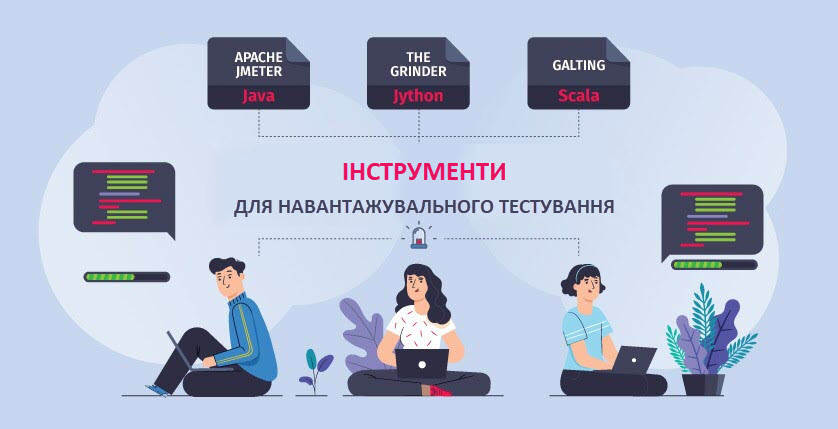 APACHE
JMETER
Java
THE
GRINDER
Jython
GALTING
Scala
ІНСТРУМЕНТИ
ДЛЯ НАВАНТАЖУВАЛЬНОГО ТЕСТУВАННЯ